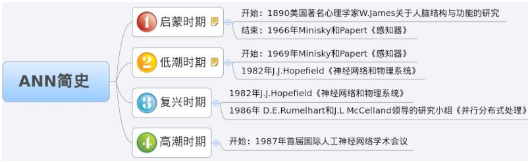 ANN简史
1 启蒙时期
开始：1890美国著名心理学家W.James关于人脑结构与功能的研究
结束：1966年Minisky和Papert《感知器》
2 低潮时期
开始：1969年Minisky和Papert《感知器》
1982年J.J.Hopefield《神经网络和物理系统》
3 复兴时期
1982年J.J.Hopefield《神经网络和物理系统》
1986年 D.E.Rumelhart和J.L McCelland领导的研究小组《并行分布式处理》
4 高潮时期
开始：1987年首届国际人工神经网络学术会议